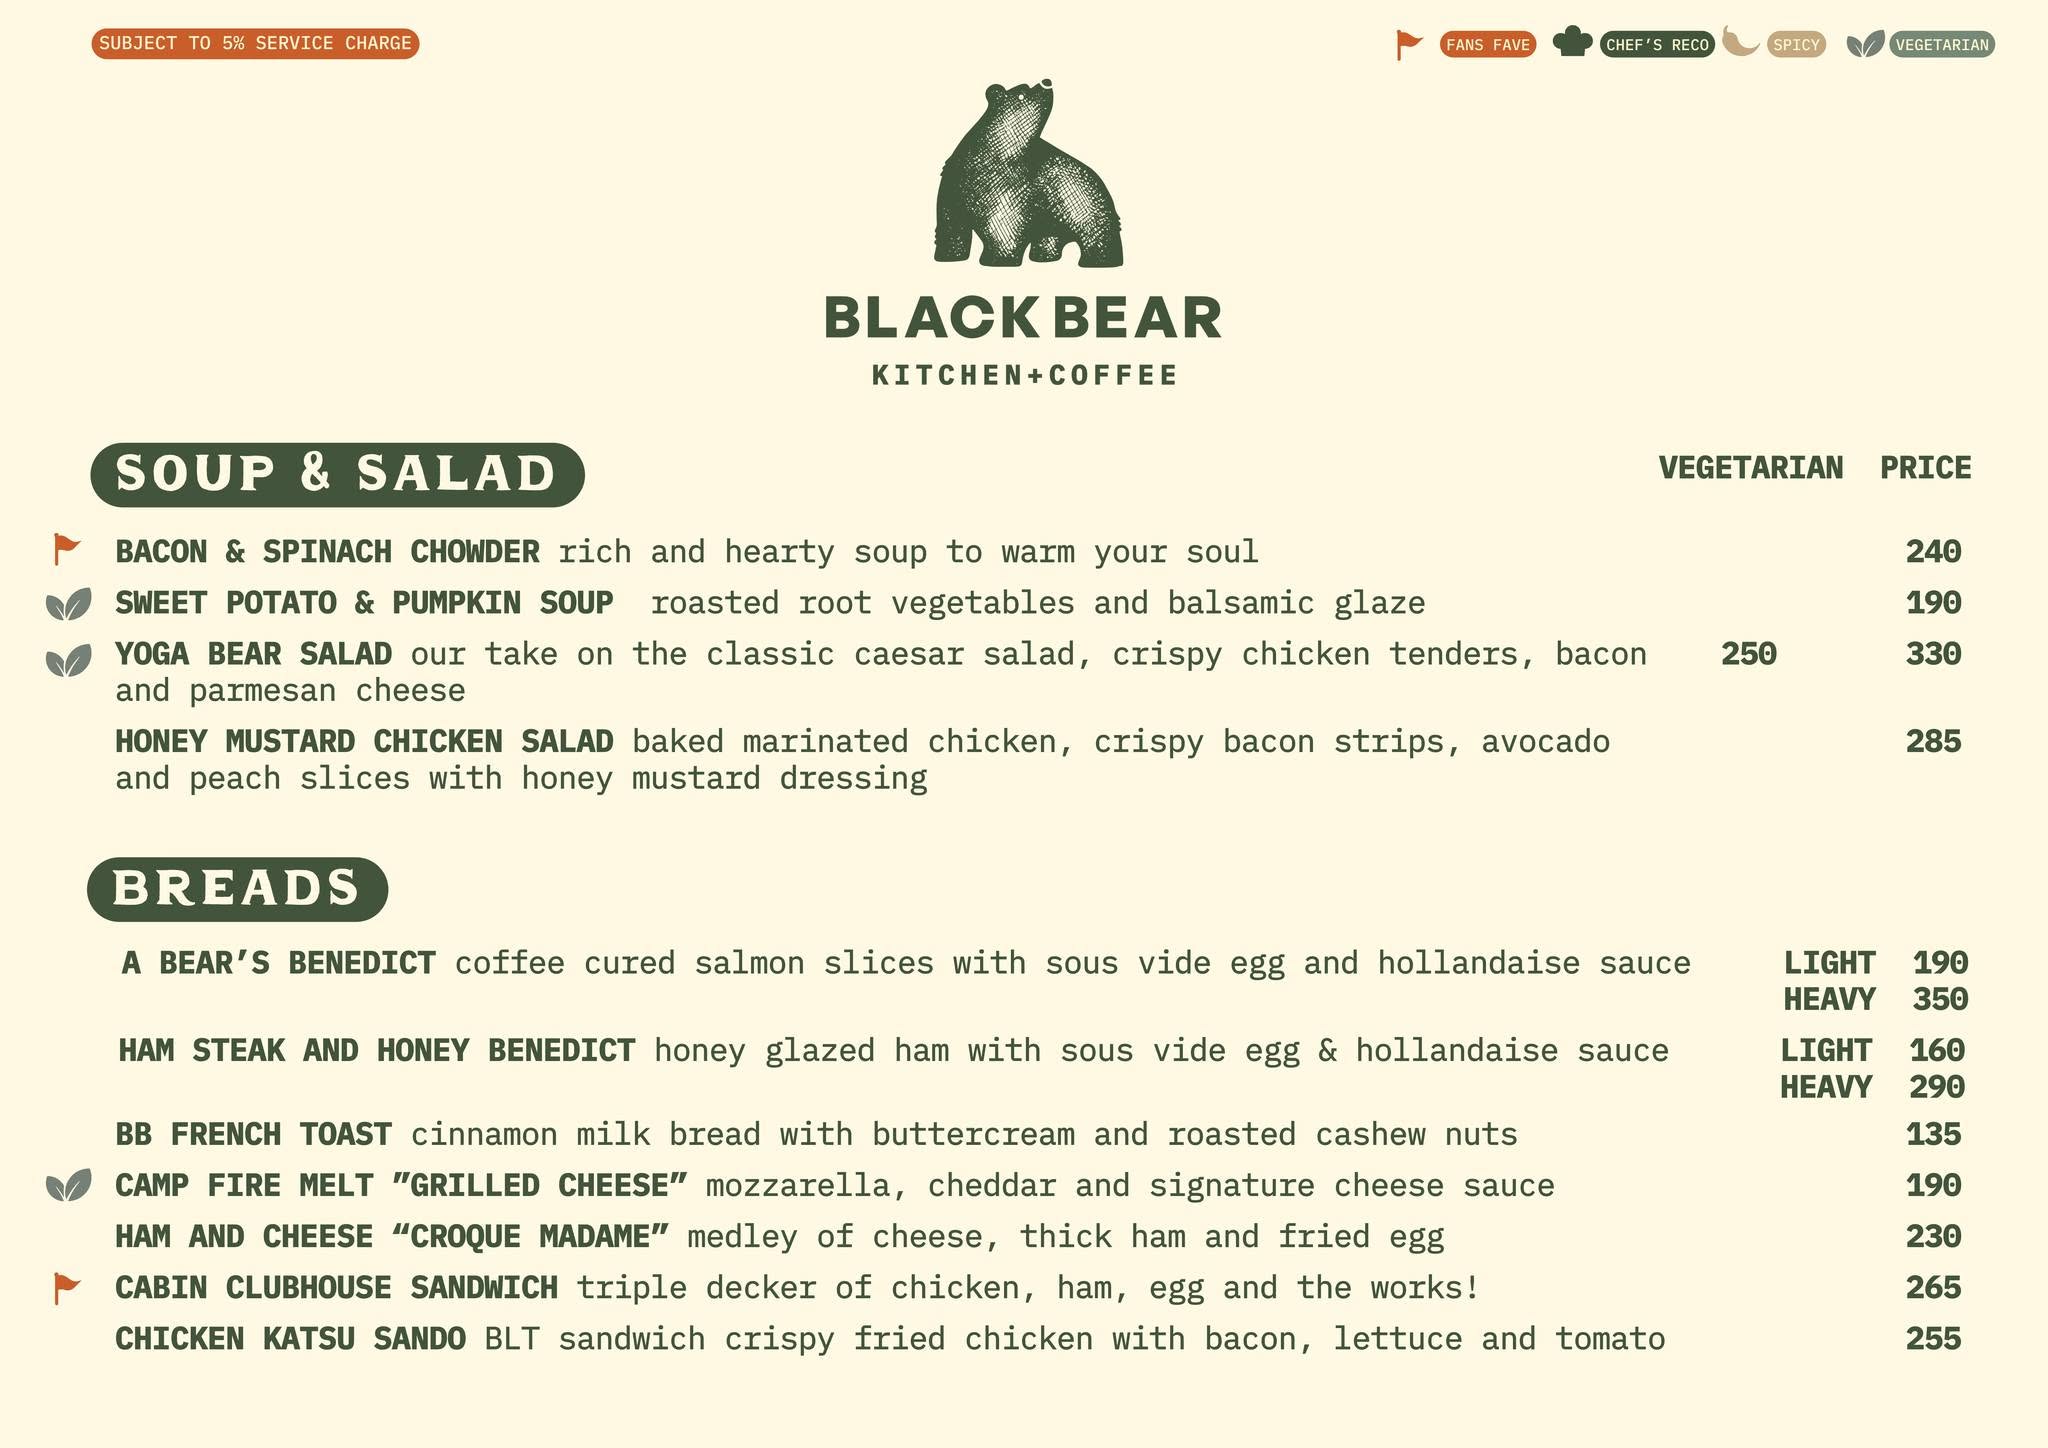 SUBJECT TO 5% SERVICE CHARGE
FANS FAVE CHEF’S RECO SPICY VEGETARIAN
BLACK BEAR
KITCHEN+COFFEE
SOUP & SALAD
VEGETARIAN PRICE
BACON & SPINACH CHOWDER rich and hearty soup to warm your soul 240
SWEET POTATO & PUMPKIN SOUP roasted root vegetables and balsamic glaze 190
YOGA BEAR SALAD our take on the classic caesar salad, crispy chicken tenders, bacon 250 330
and parmesan cheese
HONEY MUSTARD CHICKEN SALAD baked marinated chicken, crispy bacon strips, avocado 285
and peach slices with honey mustard dressing
BREADS
A BEAR’S BENEDICT coffee cured salmon slices with sous vide egg and hollandaise sauce LIGHT 190
HEAVY 350
HAM STEAK AND HONEY BENEDICT honey glazed ham with sous vide egg & hollandaise sauce LIGHT 160
HEAVY 290
BB FRENCH TOAST cinnamon milk bread with buttercream and roasted cashew nuts 135
CAMP FIRE MELT ”GRILLED CHEESE” mozzarella, cheddar and signature cheese sauce 190
HAM AND CHEESE “CROQUE MADAME” medley of cheese, thick ham and fried egg 230
CABIN CLUBHOUSE SANDWICH triple decker of chicken, ham, egg and the works! 265
CHICKEN KATSU SANDO BLT sandwich crispy fried chicken with bacon, lettuce and tomato 255